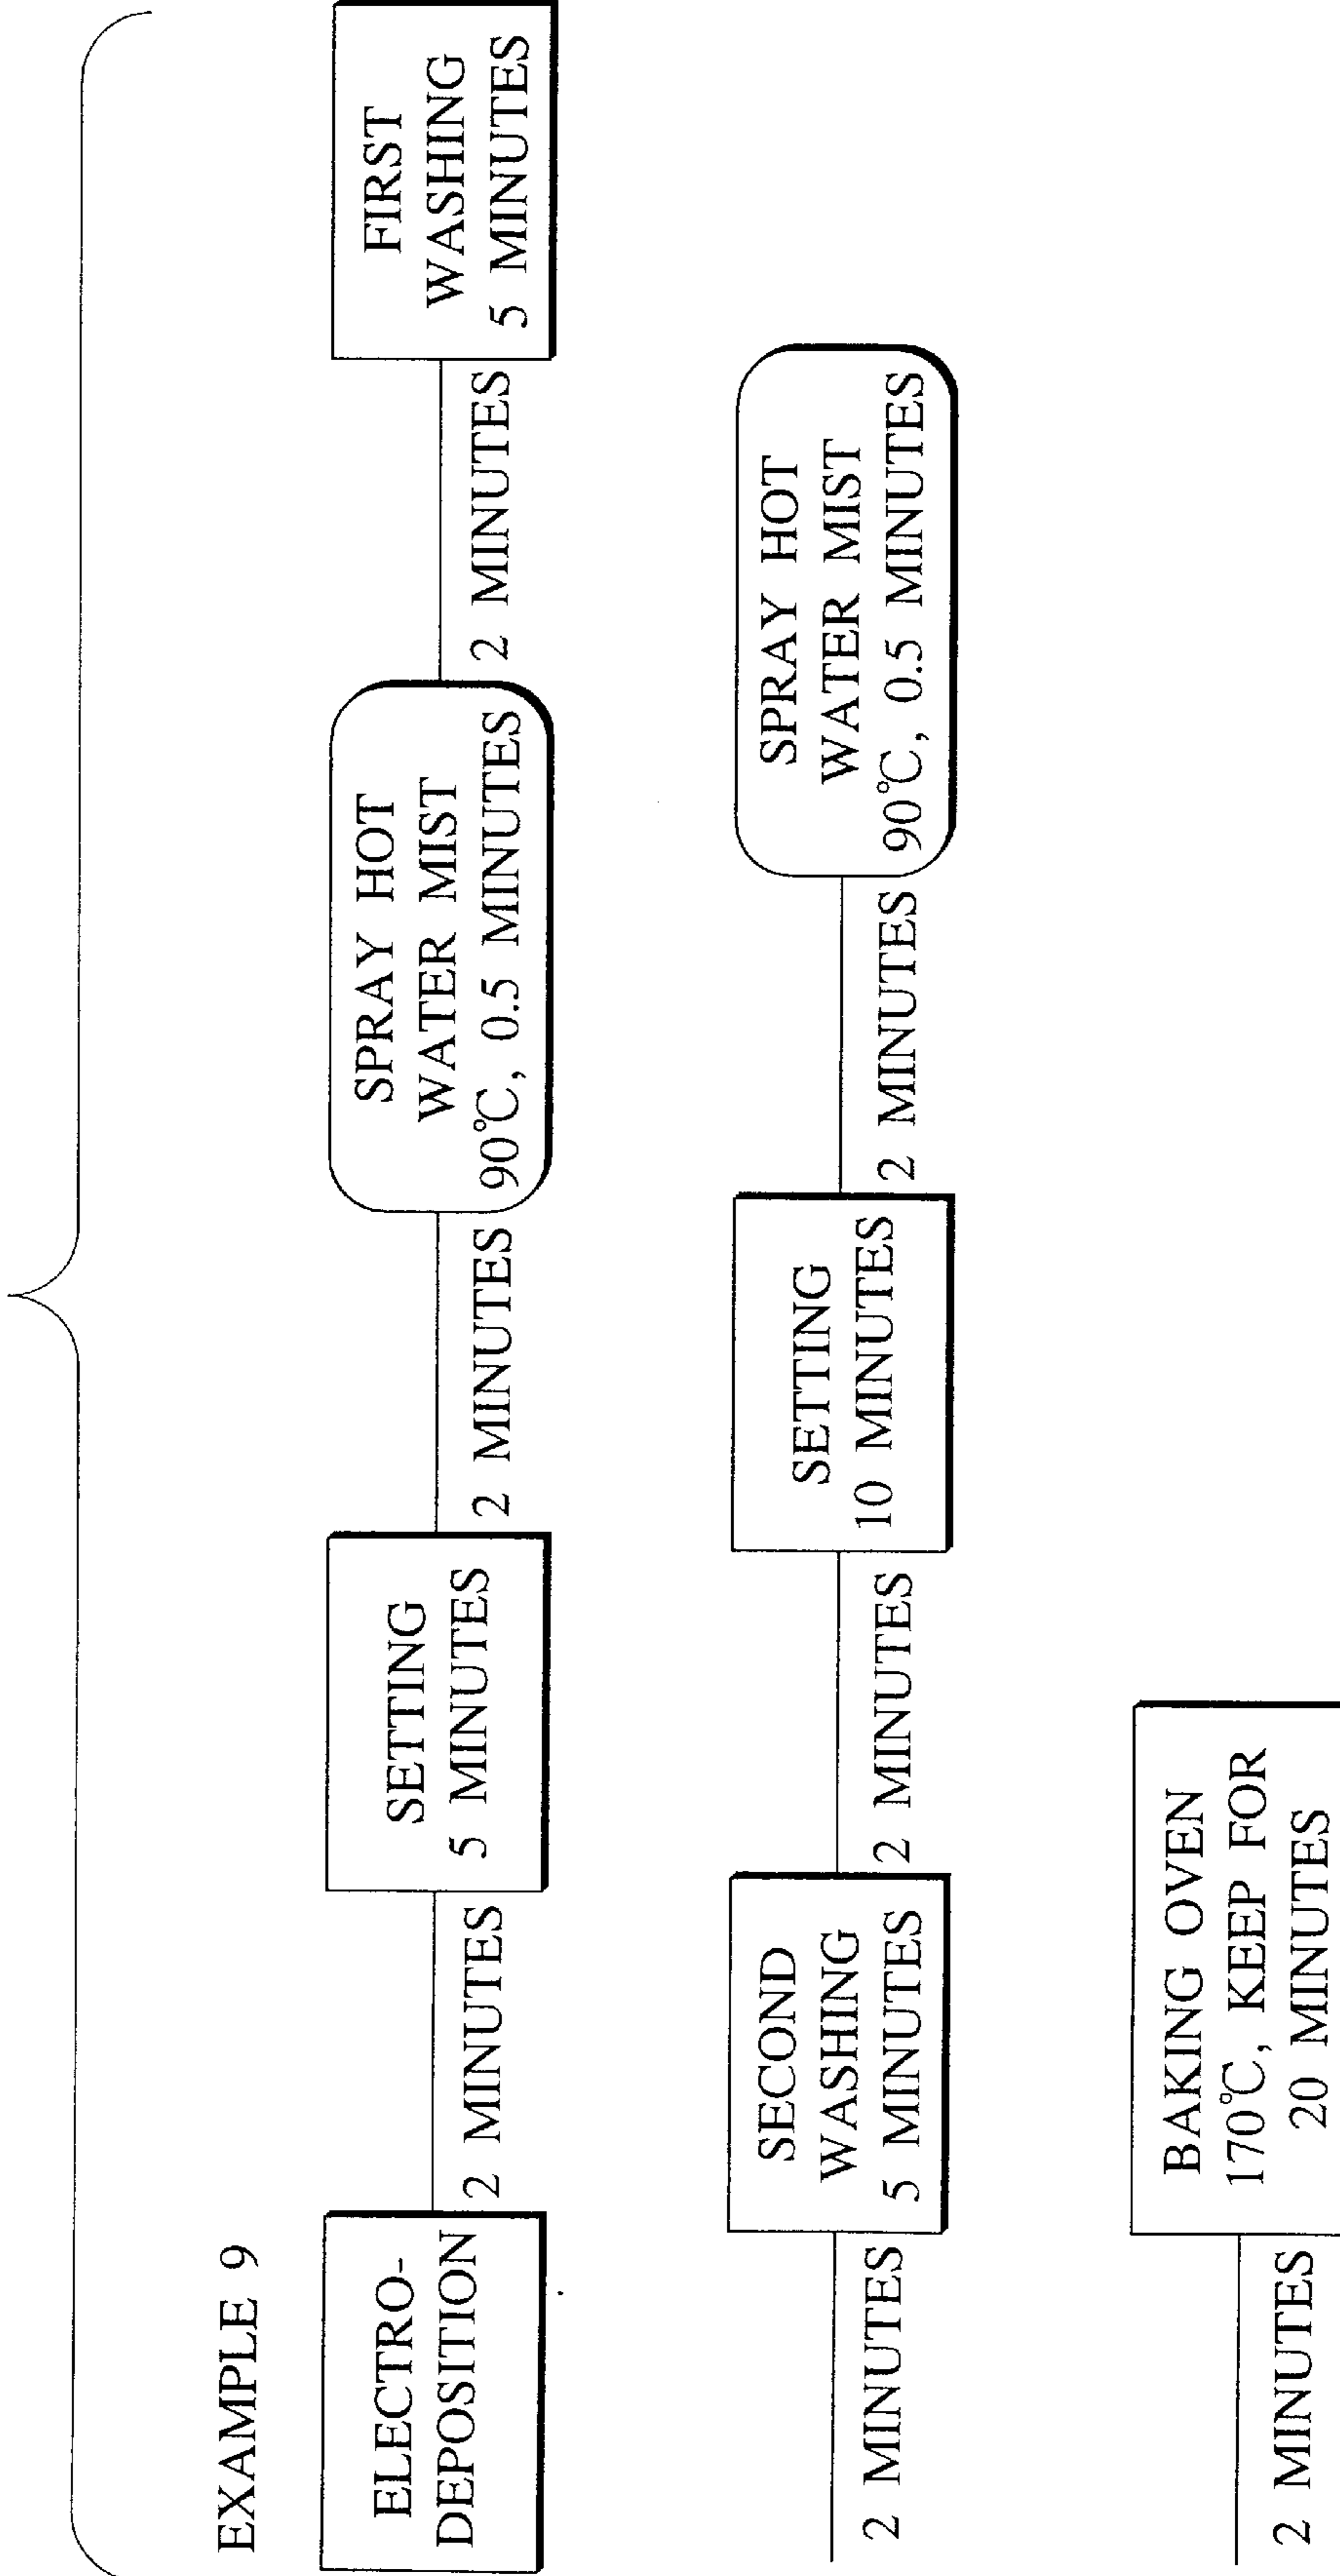 EXAMPLE 9
ELECTRO-
DEPOSITION
2 MINUTES
SETTING
5 MINUTES
2 MINUTES
SPRAY HOT
WATER MIST
90℃, 0.5 MINUTES
2 MINUTES
FIRST
WASHING
5 MINUTES
2 MINUTES
SECOND
WASHING
5 MINUTES
2 MINUTES
SETTING
10 MINUTES
2 MINUTES
SPRAY HOT
WATER MIST
90℃, 0.5 MINUTES
2 MINUTES
BAKING OVEN
170℃, KEEP FOR
20 MINUTES